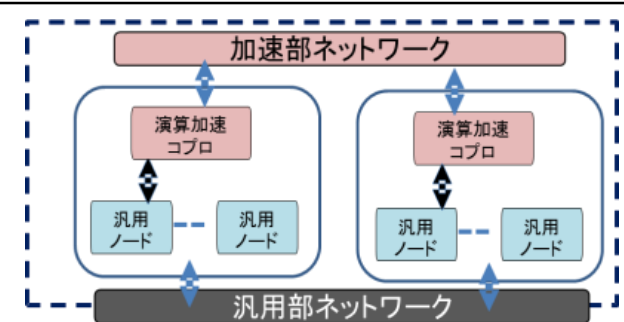 加速部ネットワーク
演算加速
コプロ
演算加速
コプロ
汎用
ノード
汎用
ノード
汎用
ノード
汎用
ノード
汎用部ネットワーク